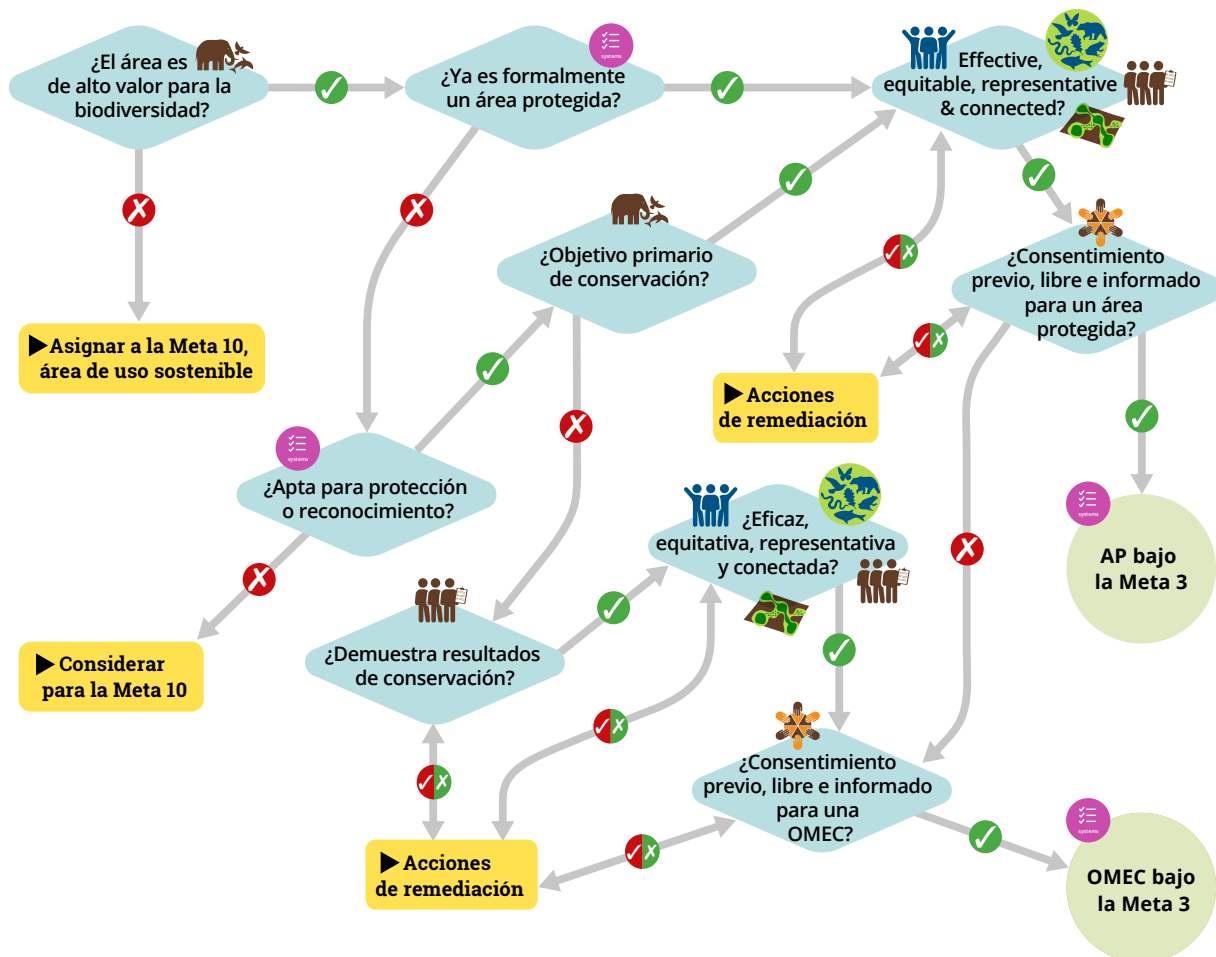 ¿El área es
de alto valor para la
biodiversidad?
systems
¿Ya es formalmente
un área protegida?
Effective,
equitable, representative
& connected?
¿Objetivo primario
de conservación?
¿Consentimiento
previo, libre e informado
para un área
protegida?
Asignar a la Meta 10,
área de uso sostenible
Acciones
de remediación
systems
¿Apta para protección
o reconocimiento?
¿Eficaz,
equitativa, representativa
y conectada?
systems
AP bajo
la Meta 3
Considerar
para la Meta 10
¿Demuestra resultados
de conservación?
¿Consentimiento
previo, libre e informado
para una
OMEC?
Acciones
de remediación
systems
OMEC bajo
la Meta 3